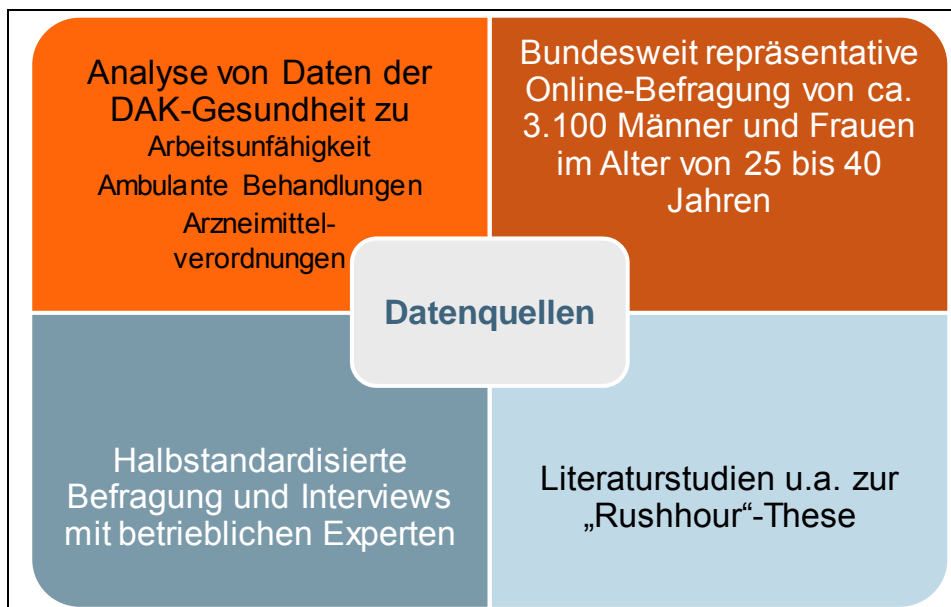 Analyse von Daten der
DAK-Gesundheit zu
Arbeitsunfähigkeit
Ambulante Behandlungen
Arzneimittel-
verordnungen
Bundesweit repräsentative
Online-Befragung von ca.
3.100 Männer und Frauen
im Alter von 25 bis 40
Jahren
Datenquellen
Halbstandardisierte
Befragung und Interviews
mit betrieblichen Experten
Literaturstudien u.a. zur
„Rushhour“-These